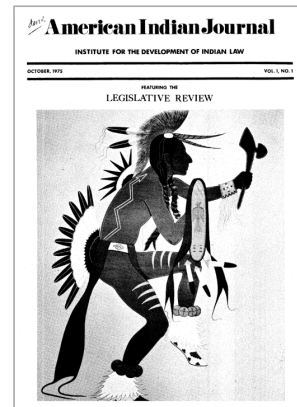 American Indian Journal
INSTITUTE FOR THE DEVELOPMENT OF INDIAN LAW
OCTOBER, 1975 VOL. 1, NO. 1
FEATURING THE
LEGISLATIVE REVIEW